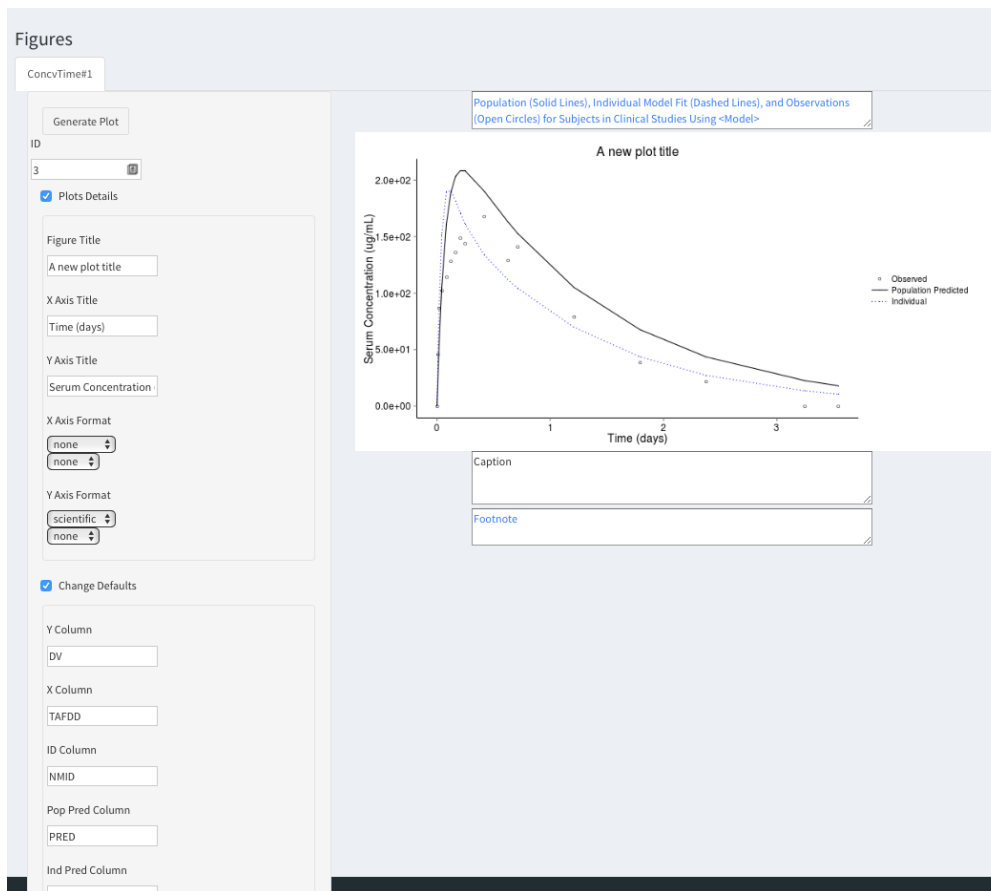 Figures
ConcvTime#1
Generate Plot
ID
3
Plots Details
Figure Title
A new plot title
X Axis Title
Time (days)
Y Axis Title
Serum Concentration
X Axis Format
none
none
Y Axis Format
scientific
none
Change Defaults
Y Column
DV
X Column
TAFDD
ID Column
NMID
Pop Pred Column
PRED
Ind Pred Column
Population (Solid Lines), Individual Model Fit (Dashed Lines), and Observations
(Open Circles) for Subjects in Clinical Studies Using <Model>
A new plot title
Serum Concentration (ug/mL)
2.0e+02
1.5e+02
1.0e+02
5.0e+01
0.0e+00
0 1 2 3
Time (days)
Observed
Population Predicted
Individual
Caption
Footnote